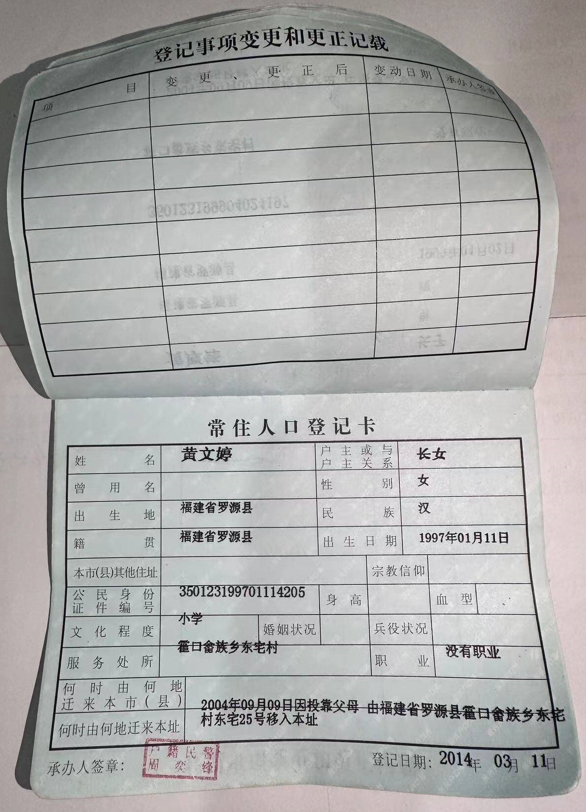 登记事项变更和更正记载
项 目 变 更 、 更 正 后 变动日期 承办人签章
常住人口登记卡
姓 名 黄文婷 户主或与户主关系 长女
曾用名 性别 女
出生地 福建省罗源县 民族 汉
籍贯 福建省罗源县 出生日期 1997年01月11日
本市(县)其他住址 宗教信仰
公民身份证件编号 350123199701114205 身高 血型
文化程度 小学 婚姻状况 兵役状况
服务处所 霍口畲族乡东宅村 职业 没有职业
何时由何地迁来本市(县)
2004年09月09日因投靠父母 由福建省罗源县霍口畲族乡东宅
何时由何地迁来本址 村东宅25号移入本址
承办人签章: 户籍民警 登记日期: 2014年 03月 11日